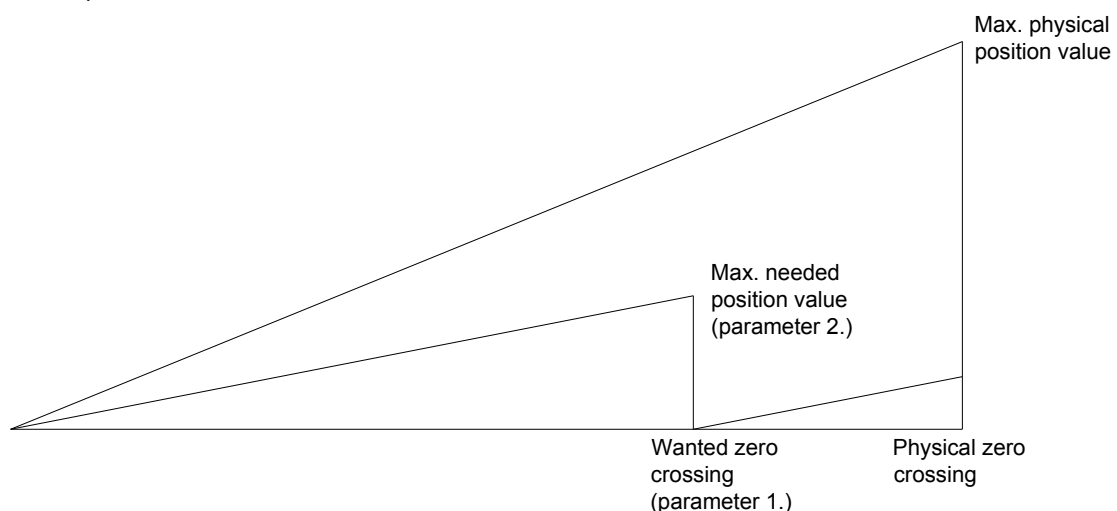 Max. physical
position value
Max. needed
position value
(parameter 2.)
Wanted zero
crossing
(parameter 1.)
Physical zero
crossing